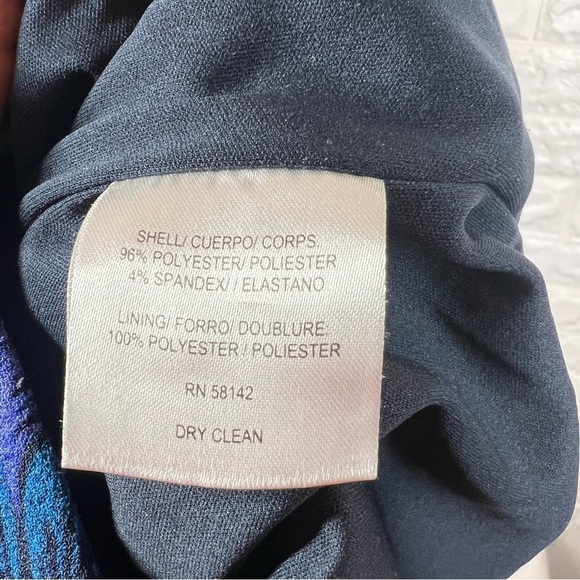 SHELL/ CUERPO/ CORPS
96% POLYESTER/ POLIESTER
4% SPANDEX/ / ELASTANO
LINING/ FORRO/ DOUBLURE:
100% POLYESTER / POLIESTER
RN 58142
DRY CLEAN